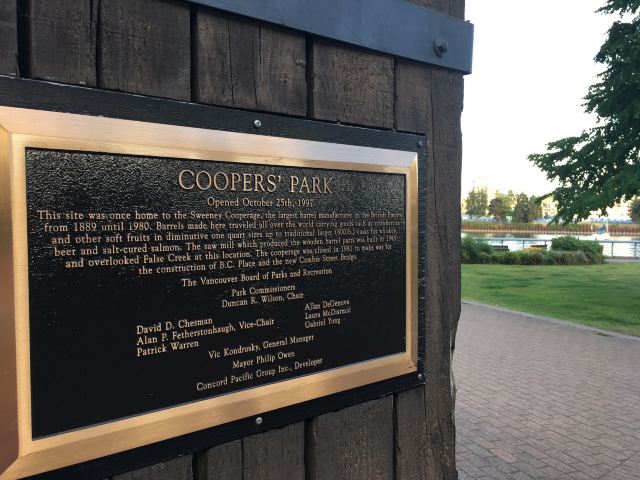 COOPERS' PARK
Opened October 25th, 1997
This site was once home to the Sweeney Cooperage, the largest barrel manufacturer in the British Empire
from 1889 until 1980. Barrels made here traveled all over the world carrying goods such as strawberries
and other soft fruits in diminutive one quart sizes up to traditional larger casks for whiskey,
beer and salt-cured salmon. The saw mill which produced the wooden barrel parts was built in
and overlooked False Creek at this location. The cooperage was closed in 1981 to make way for
the construction of B.C. Place and the new Cambie Street Bridge.
The Vancouver Board of Parks and Recreation
Park Commissioners
Duncan R. Wilson, Chair
David D. Chesman
Alan P. Fetherstonhaugh, Vice-Chair
Patrick Warren
Allan DeGenova
Laura McDiarmid
Gabriel Yong
Vic Kondrosky, General Manager
Mayor Philip Owen
Concord Pacific Group Inc., Developer